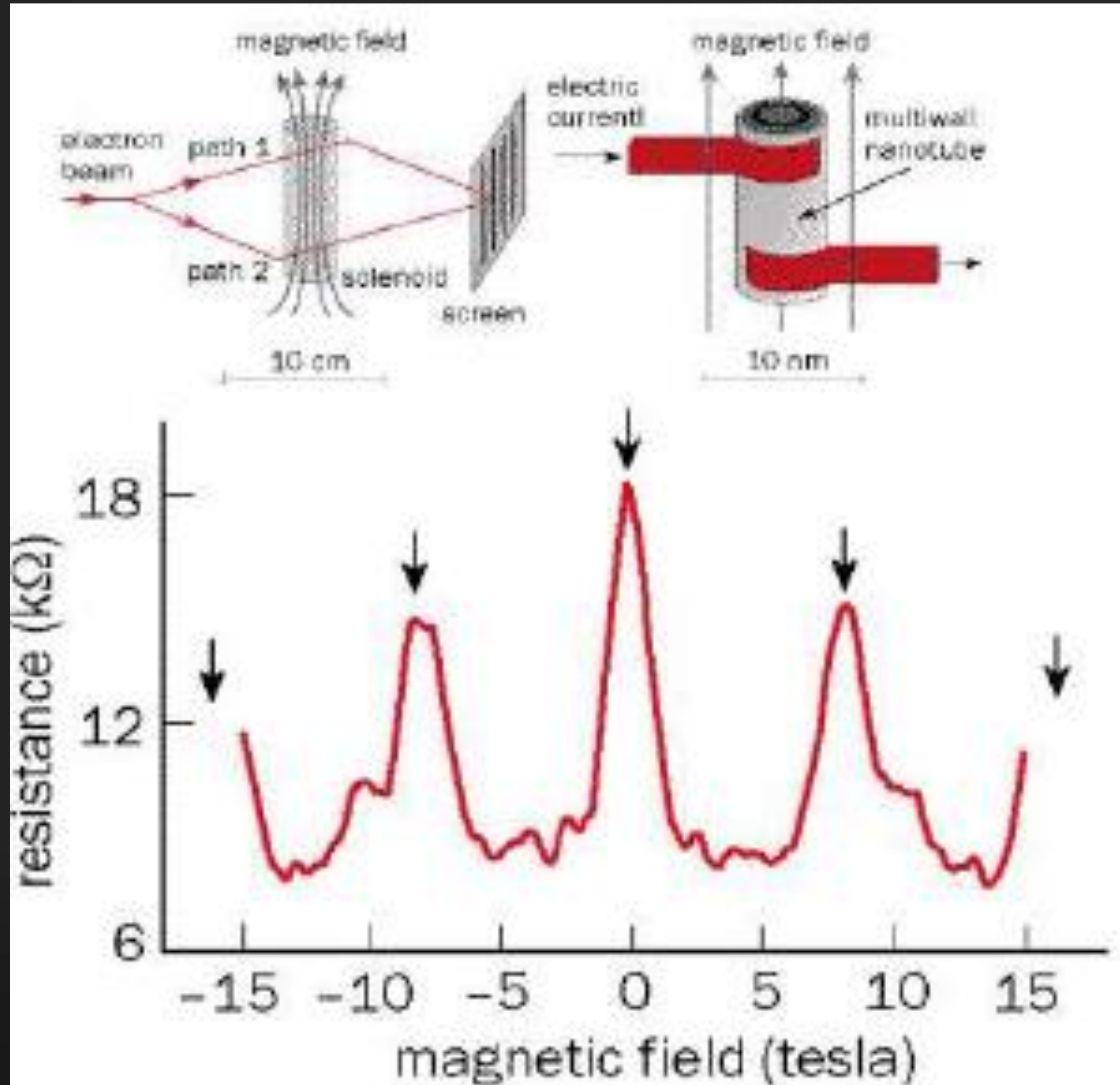 magnetic field
electron
beam
path 1
path 2
solenoid
screen
10 cm
magnetic field
electric
currentl
multiwall
nanotube
10 nm
resistance (kΩ)
18
12
6
–15 –10 –5 0 5 10 15
magnetic field (tesla)